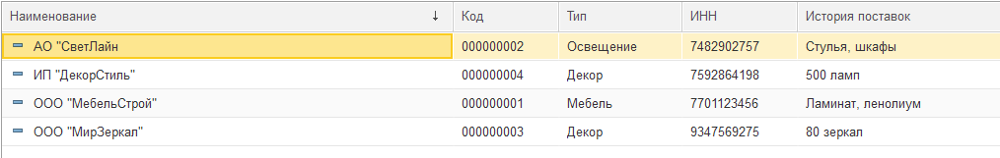 Наименование ↓ Код Тип ИНН История поставок
АО "СветЛайн 000000002 Освещение 7482902757 Стулья, шкафы
ИП "ДекорСтиль" 000000004 Декор 7592864198 500 ламп
ООО "МебельСтрой" 000000001 Мебель 7701123456 Ламинат, ленолиум
ООО "МирЗеркал" 000000003 Декор 9347569275 80 зеркал